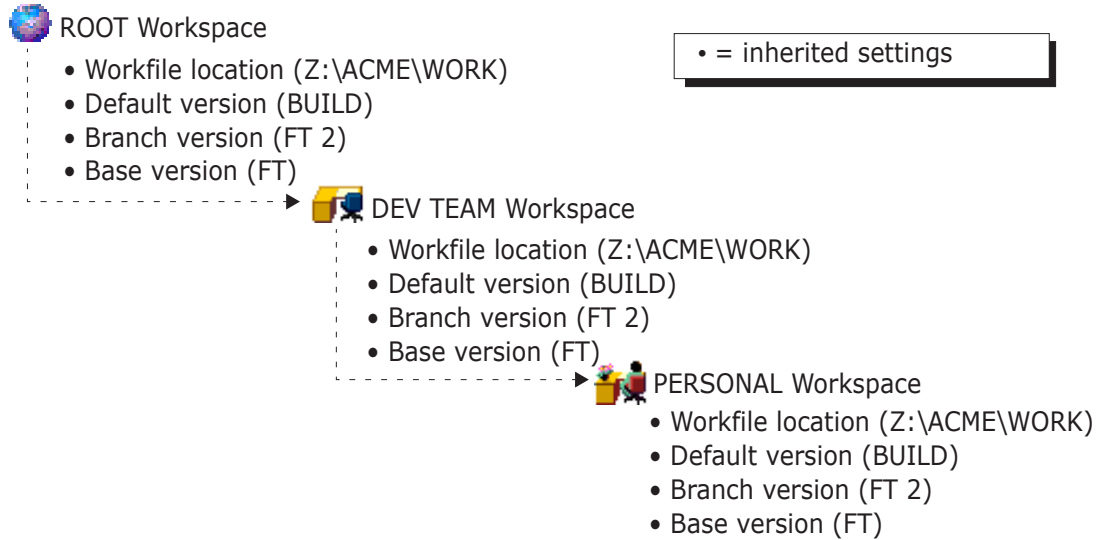 ROOT Workspace
• = inherited settings
• Workfile location (Z:\ACME\WORK)
• Default version (BUILD)
• Branch version (FT 2)
• Base version (FT)
DEV TEAM Workspace
• Workfile location (Z:\ACME\WORK)
• Default version (BUILD)
• Branch version (FT 2)
• Base version (FT)
PERSONAL Workspace
• Workfile location (Z:\ACME\WORK)
• Default version (BUILD)
• Branch version (FT 2)
• Base version (FT)